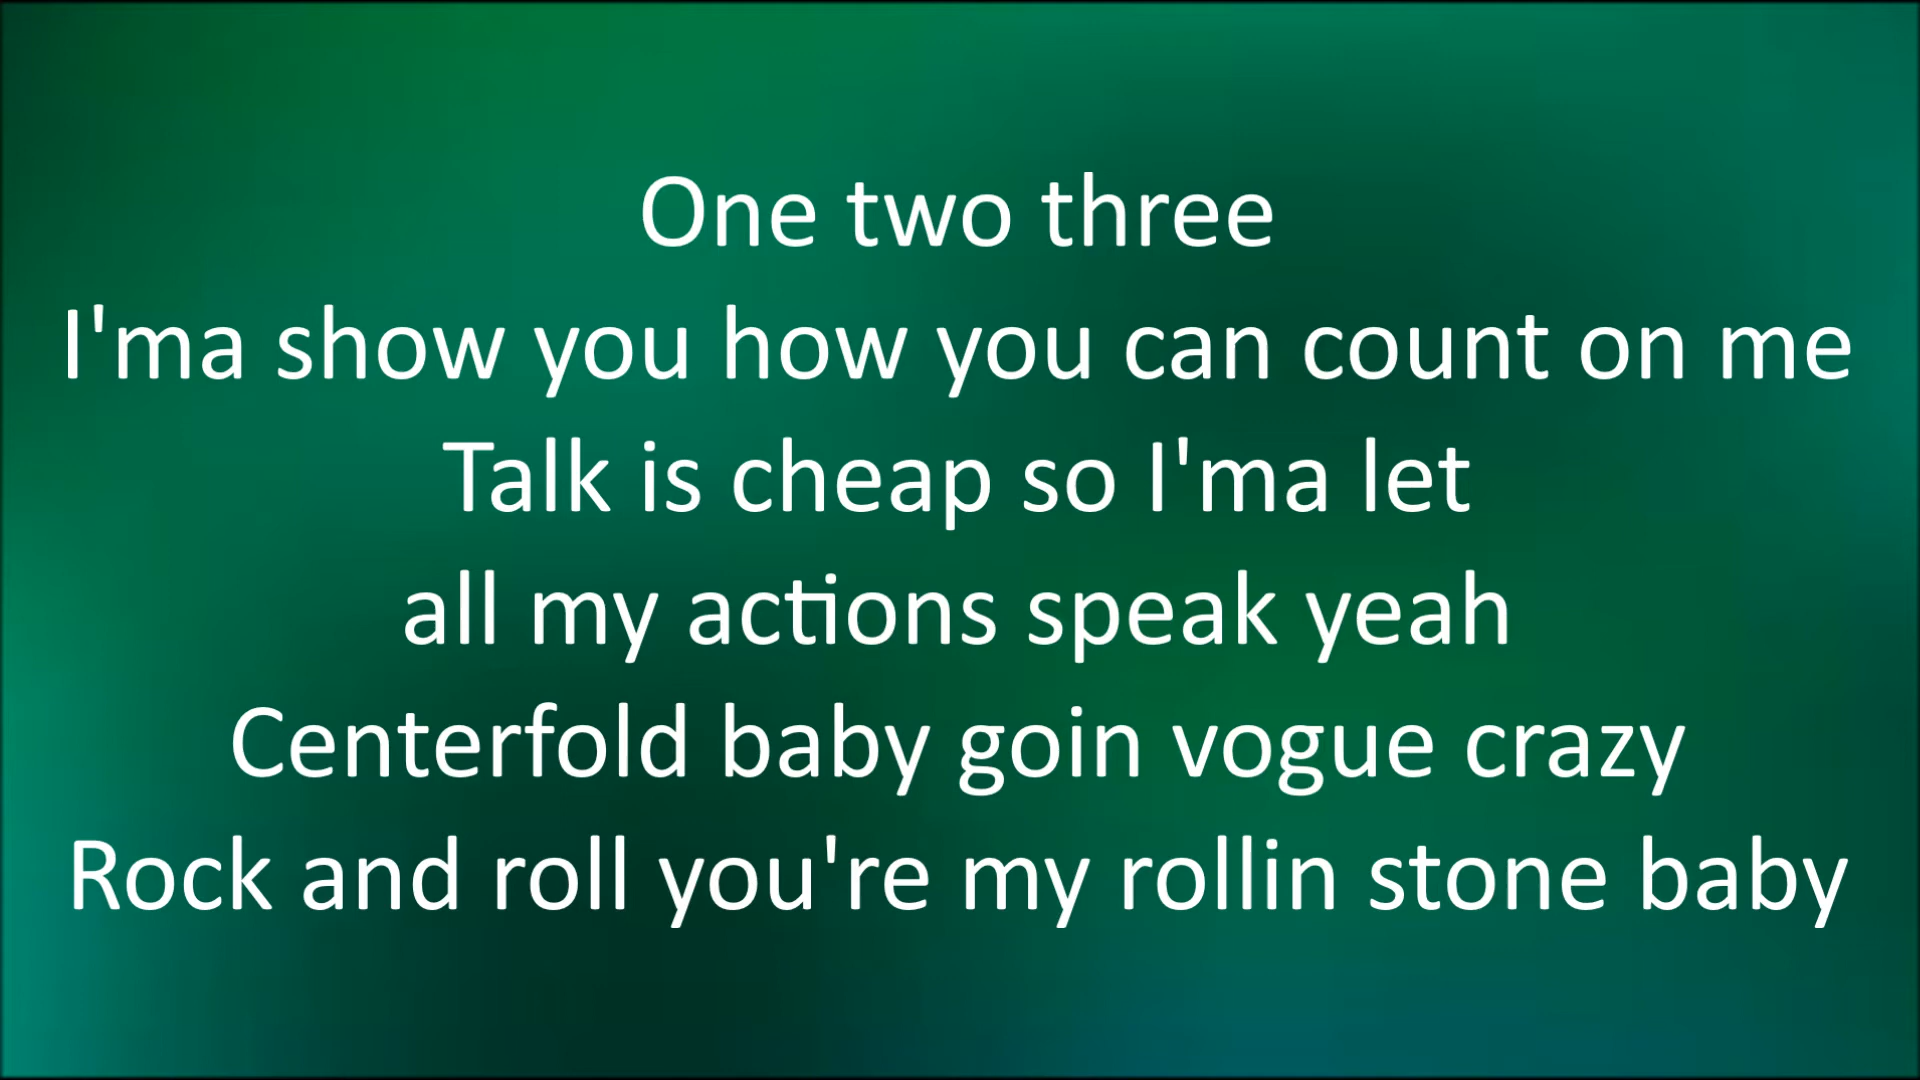 One two three
I'ma show you how you can count on me
Talk is cheap so I'ma let
all my actions speak yeah
Centerfold baby goin vogue crazy
Rock and roll you're my rollin stone baby